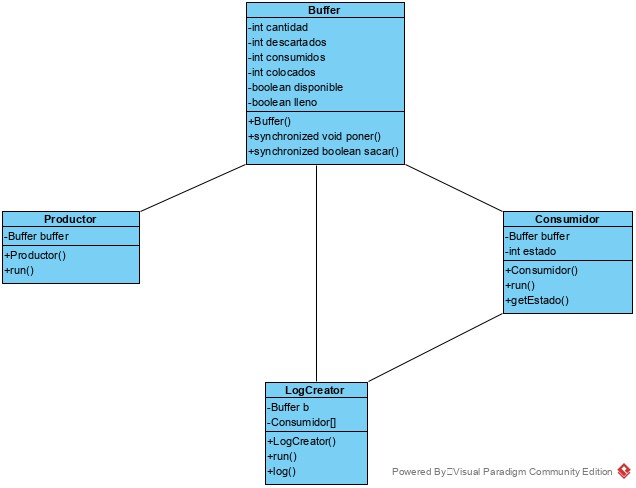 Buffer
-int cantidad
-int descartados
-int consumidos
-int colocados
-boolean disponible
-boolean lleno
+Buffer()
+synchronized void poner()
+synchronized boolean sacar()
Productor
-Buffer buffer
+Productor()
+run()
Consumidor
-Buffer buffer
-int estado
+Consumidor()
+run()
+getEstado()
LogCreator
-Buffer b
-Consumidor[]
+LogCreator()
+run()
+log()
Powered By Visual Paradigm Community Edition